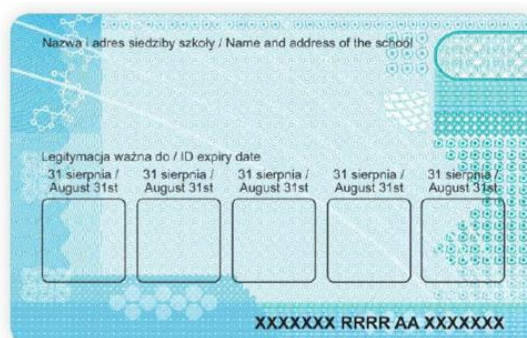 Nazwa i adres siedziby szkoły / Name and address of the school
Legitymacja ważna do / ID expiry date
31 sierpnia / 31 sierpnia / 31 sierpnia / 31 sierpnia / 31 sierpnia /
August 31st August 31st August 31st August 31st August 31st
XXXXXXX RRRR AA XXXXXXX